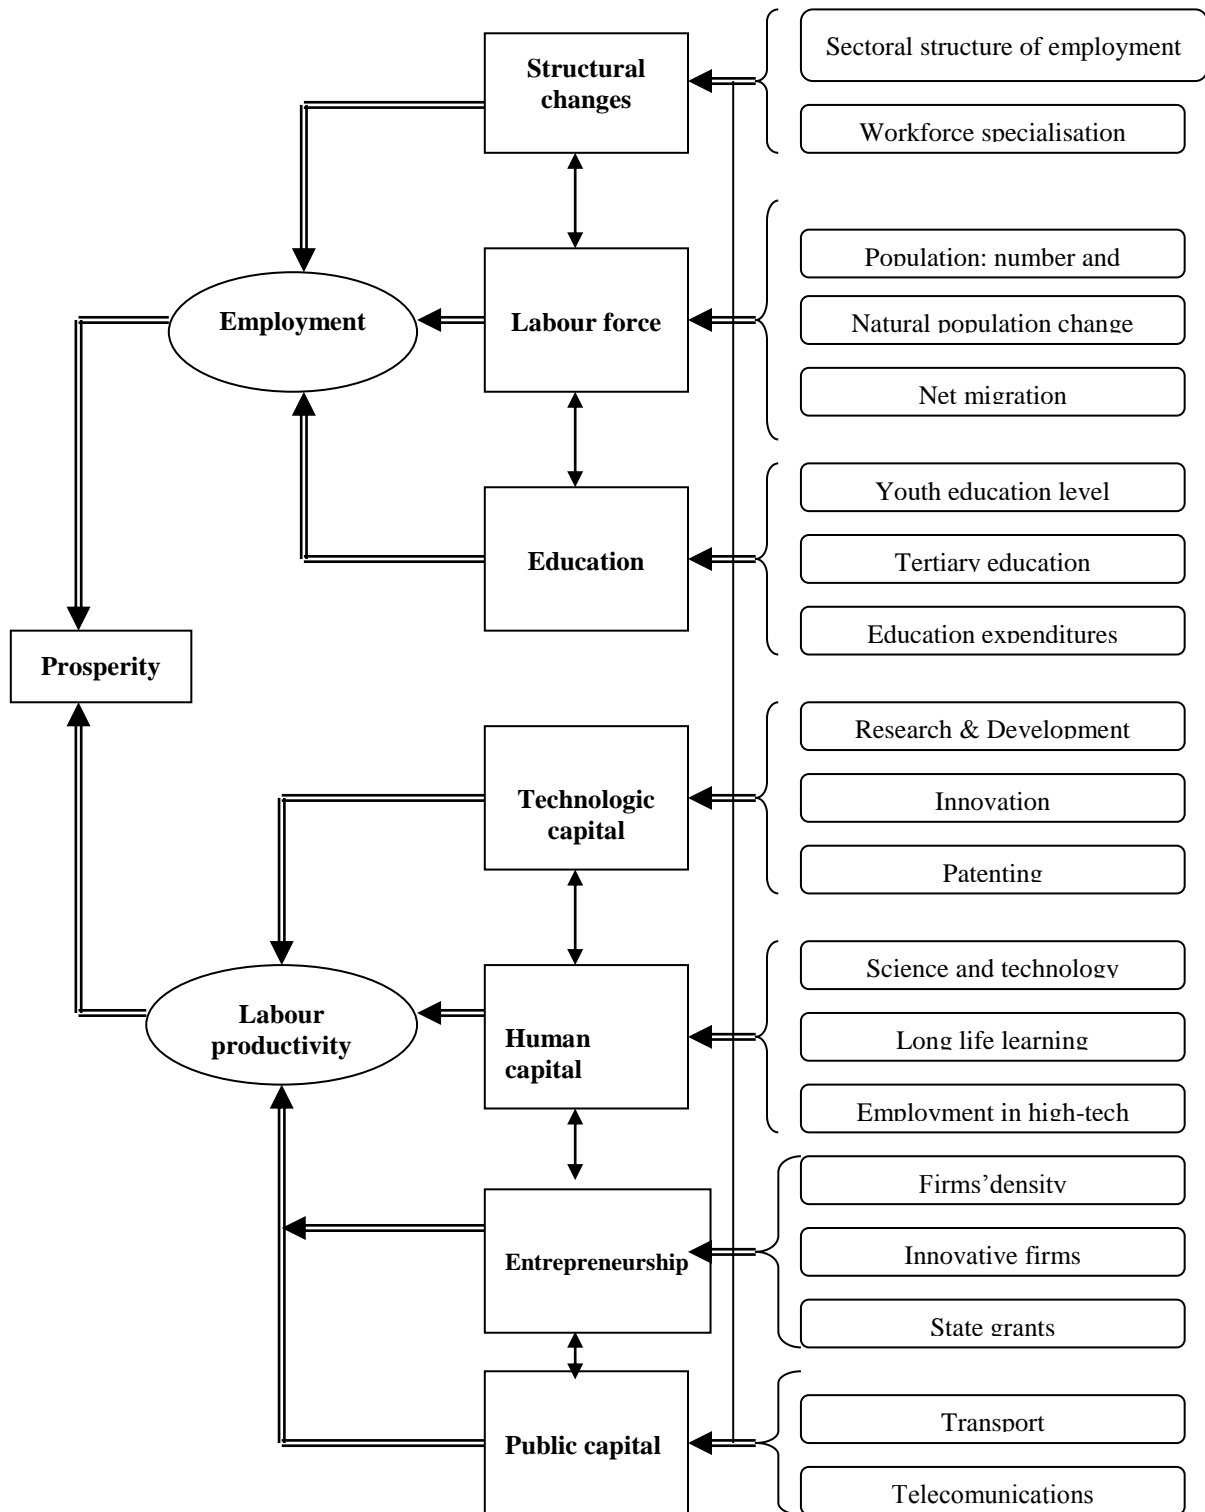 Structural
changes
Sectoral structure of employment
Workforce specialisation
Employment
Labour force
Population: number and
Natural population change
Net migration
Education
Youth education level
Tertiary education
Education expenditures
Prosperity
Technologic
capital
Research & Development
Innovation
Patenting
Labour
productivity
Human
capital
Science and technology
Long life learning
Employment in high-tech
Entrepreneurship
Firms’density
Innovative firms
State grants
Public capital
Transport
Telecomunications